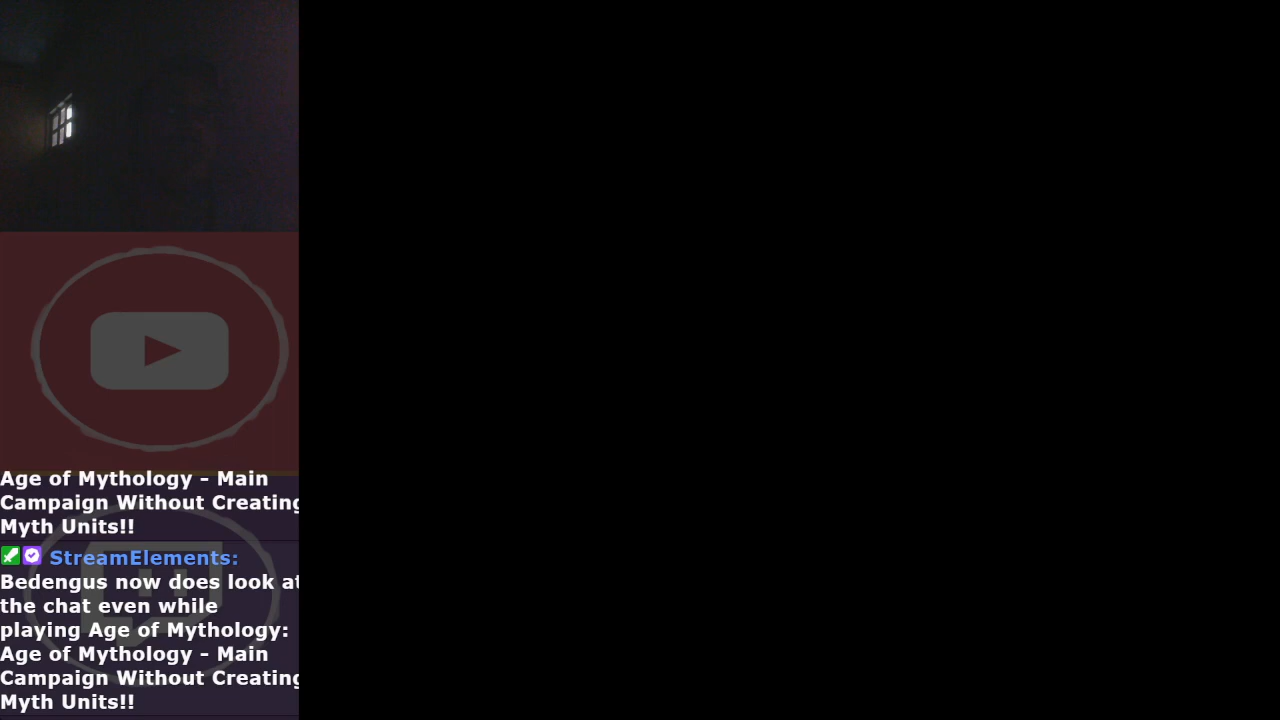 Age of Mythology - Main
Campaign Without Creating
Myth Units!!
StreamElements:
Bedengus now does look at
the chat even while
playing Age of Mythology:
Age of Mythology - Main
Campaign Without Creating
Myth Units!!